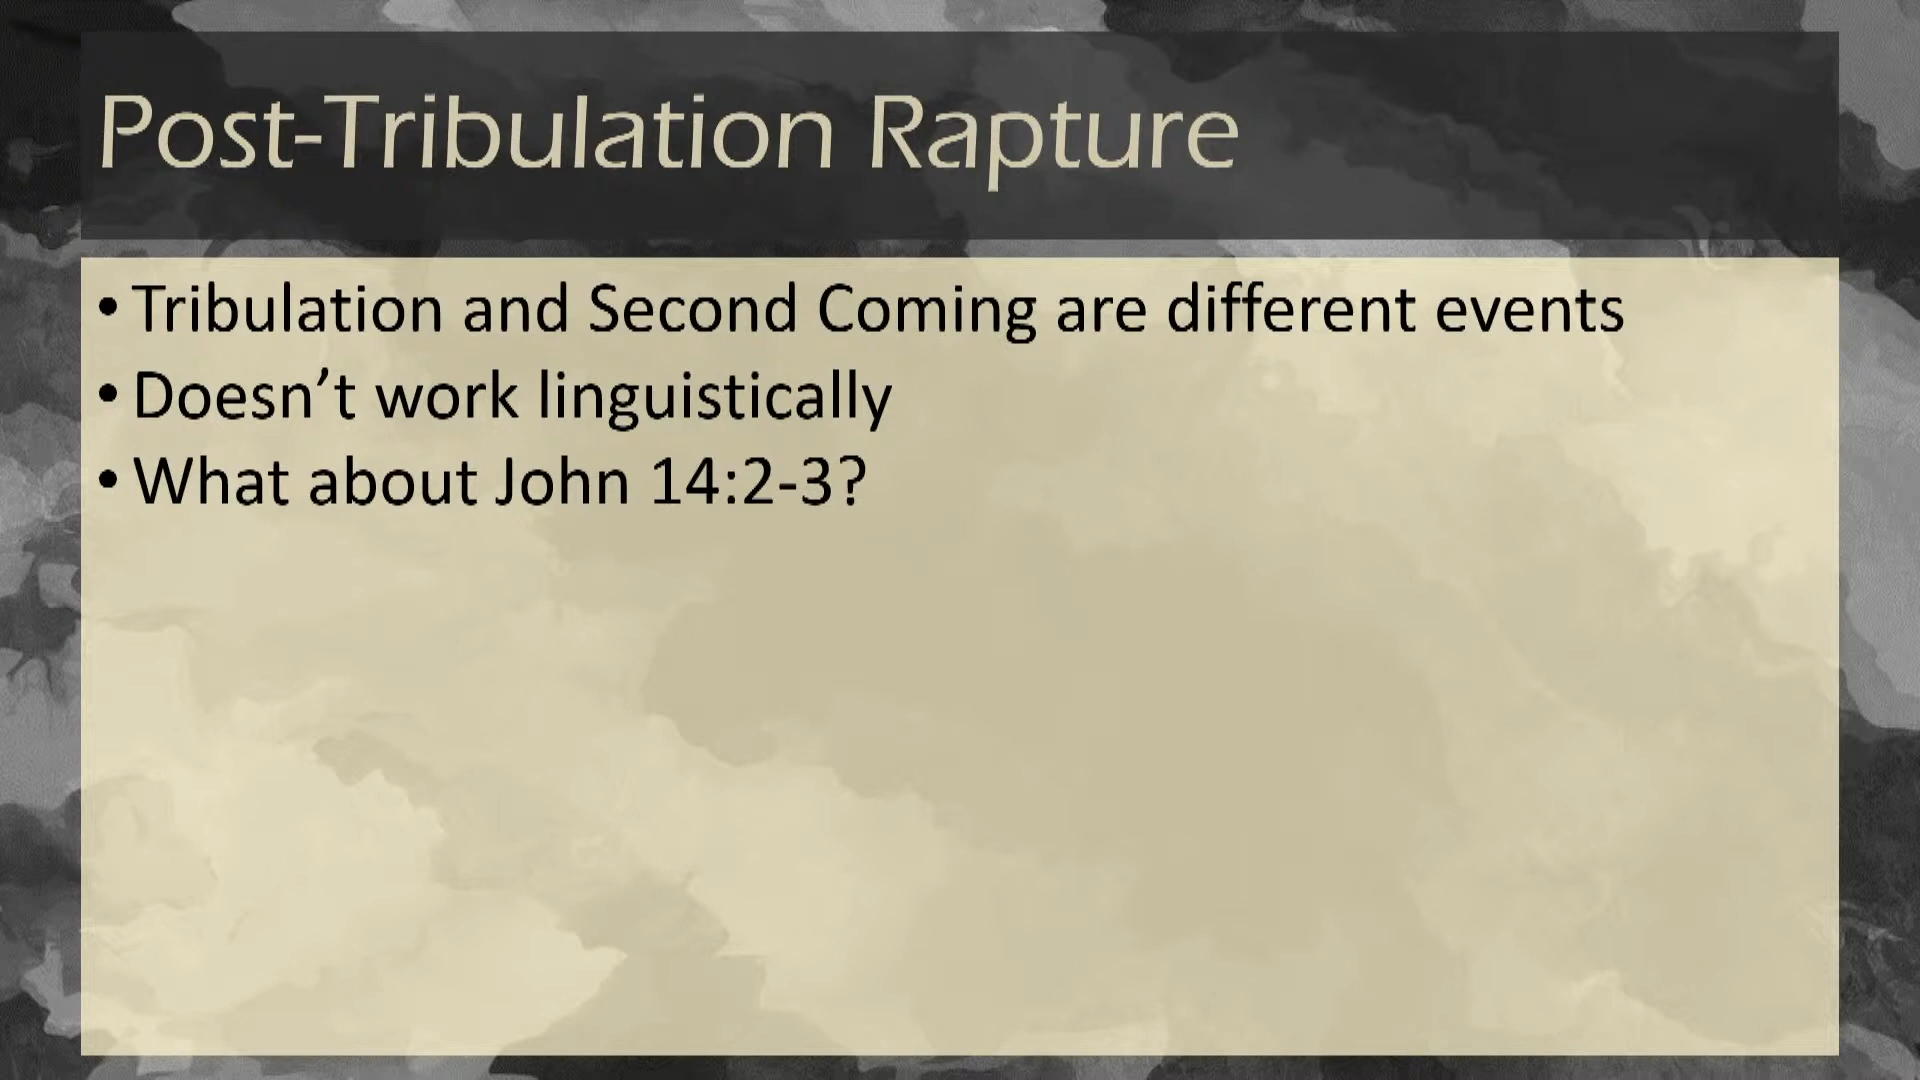 Post-Tribulation Rapture
• Tribulation and Second Coming are different events
• Doesn’t work linguistically
• What about John 14:2-3?